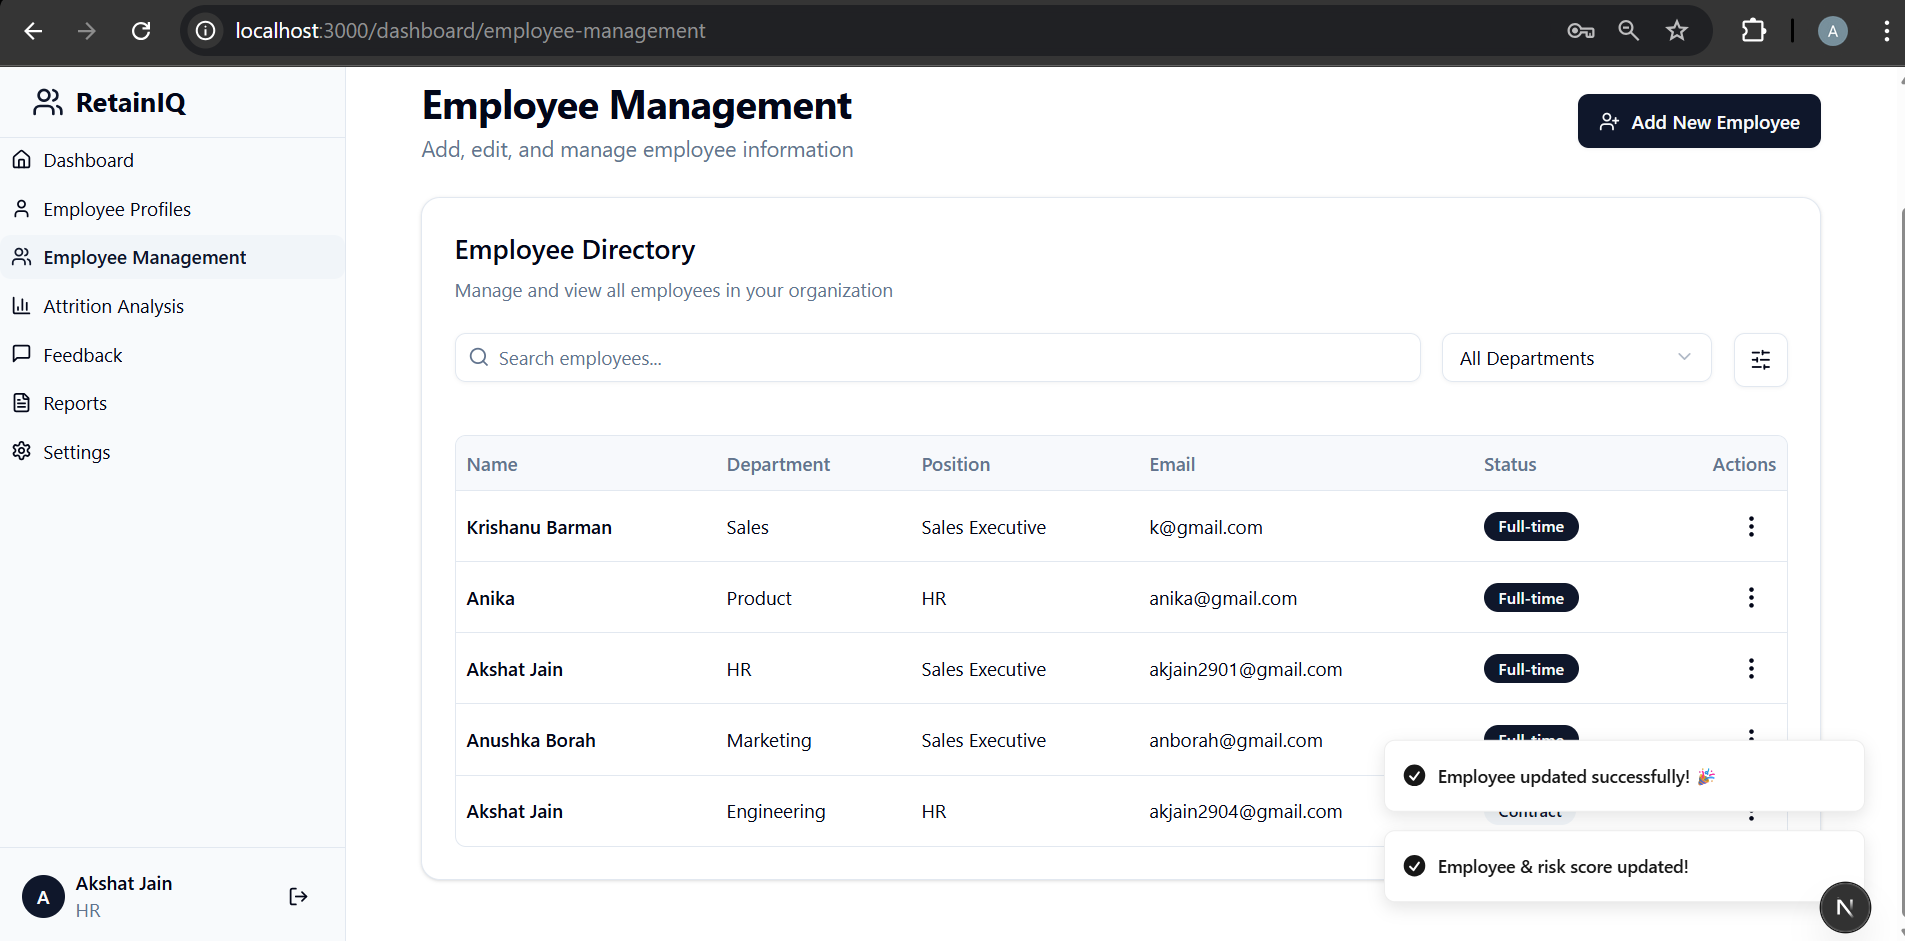 localhost:3000/dashboard/employee-management
A
RetainIQ
Dashboard
Employee Profiles
Employee Management
Attrition Analysis
Feedback
Reports
Settings
A
Akshat Jain
HR
Employee Management
Add, edit, and manage employee information
Add New Employee
Employee Directory
Manage and view all employees in your organization
Search employees...
All Departments
Name Department Position Email Status Actions
Krishanu Barman Sales Sales Executive k@gmail.com Full-time
Anika Product HR anika@gmail.com Full-time
Akshat Jain HR Sales Executive akjain2901@gmail.com Full-time
Anushka Borah Marketing Sales Executive anborah@gmail.com Full-time
Akshat Jain Engineering HR akjain2904@gmail.com Contract
Employee updated successfully! 🎉
Employee & risk score updated!
N